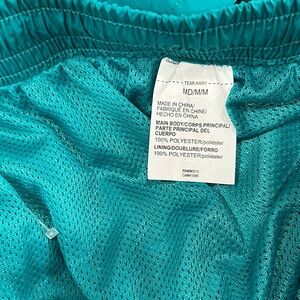 TEAR AWAY
MD/M/M
MADE IN CHINA/
FABRIQUÉ EN CHINE/
HECHO EN CHINA
MAIN BODY/CORPS PRINCIPAL/
PARTE PRINCIPAL DEL
CUERPO
100% POLYESTER/poliéster
LINING/DOUBLURE/FORRO
100% POLYESTER/poliéster